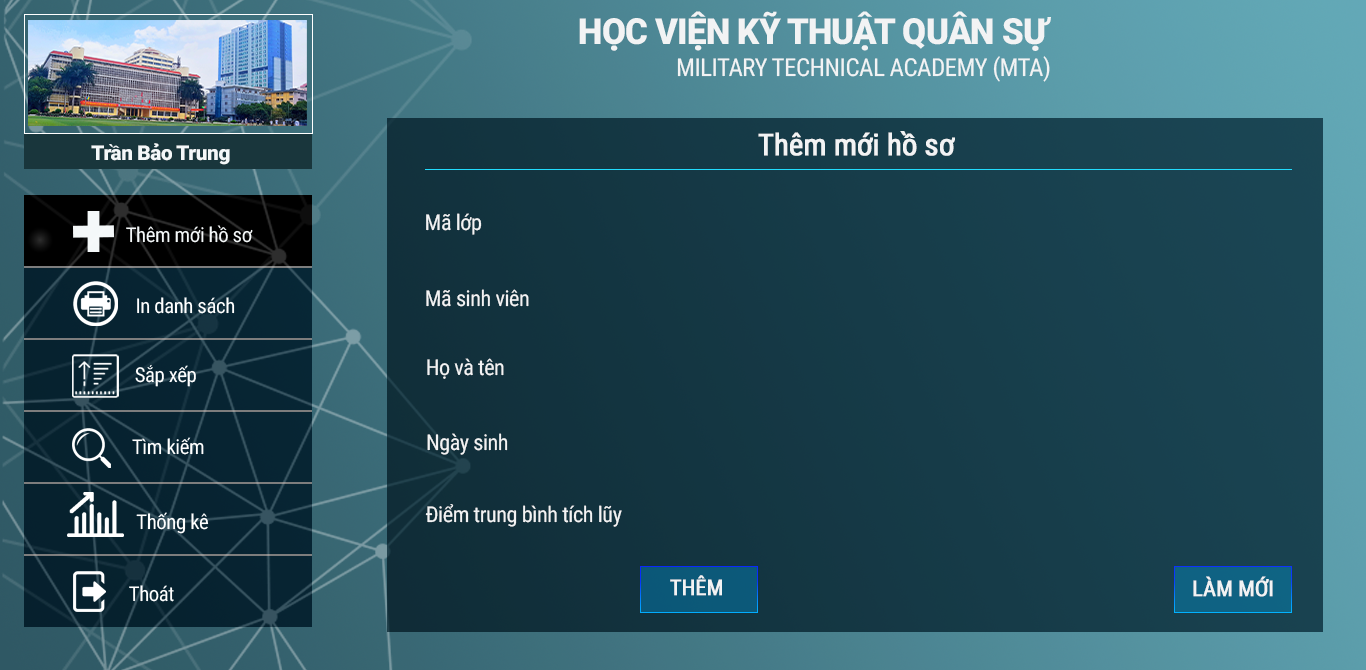 HỌC VIỆN KỸ THUẬT QUÂN SỰ
MILITARY TECHNICAL ACADEMY (MTA)
Trần Bảo Trung
Thêm mới hồ sơ
In danh sách
Sắp xếp
Tìm kiếm
Thống kê
Thoát
Thêm mới hồ sơ
Mã lớp
Mã sinh viên
Họ và tên
Ngày sinh
Điểm trung bình tích lũy
THÊM
LÀM MỚI